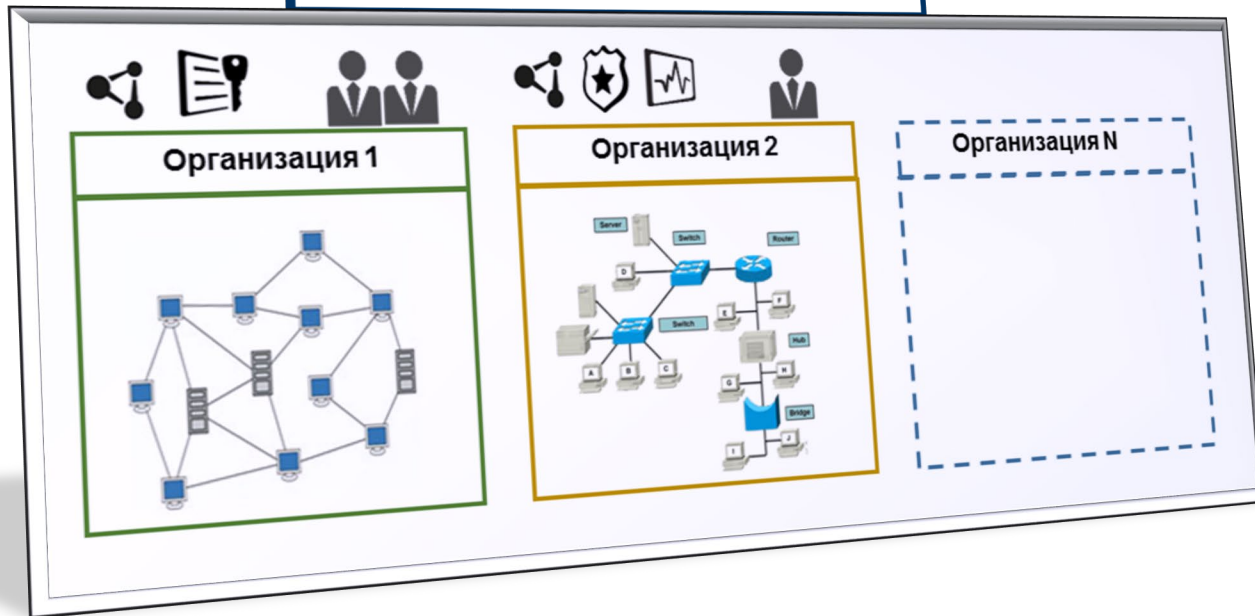 Организация 1
Организация 2
Организация N
Server
Switch
Router
D
F
E
Switch
Hub
A
B
C
H
G
Bridge
J
I